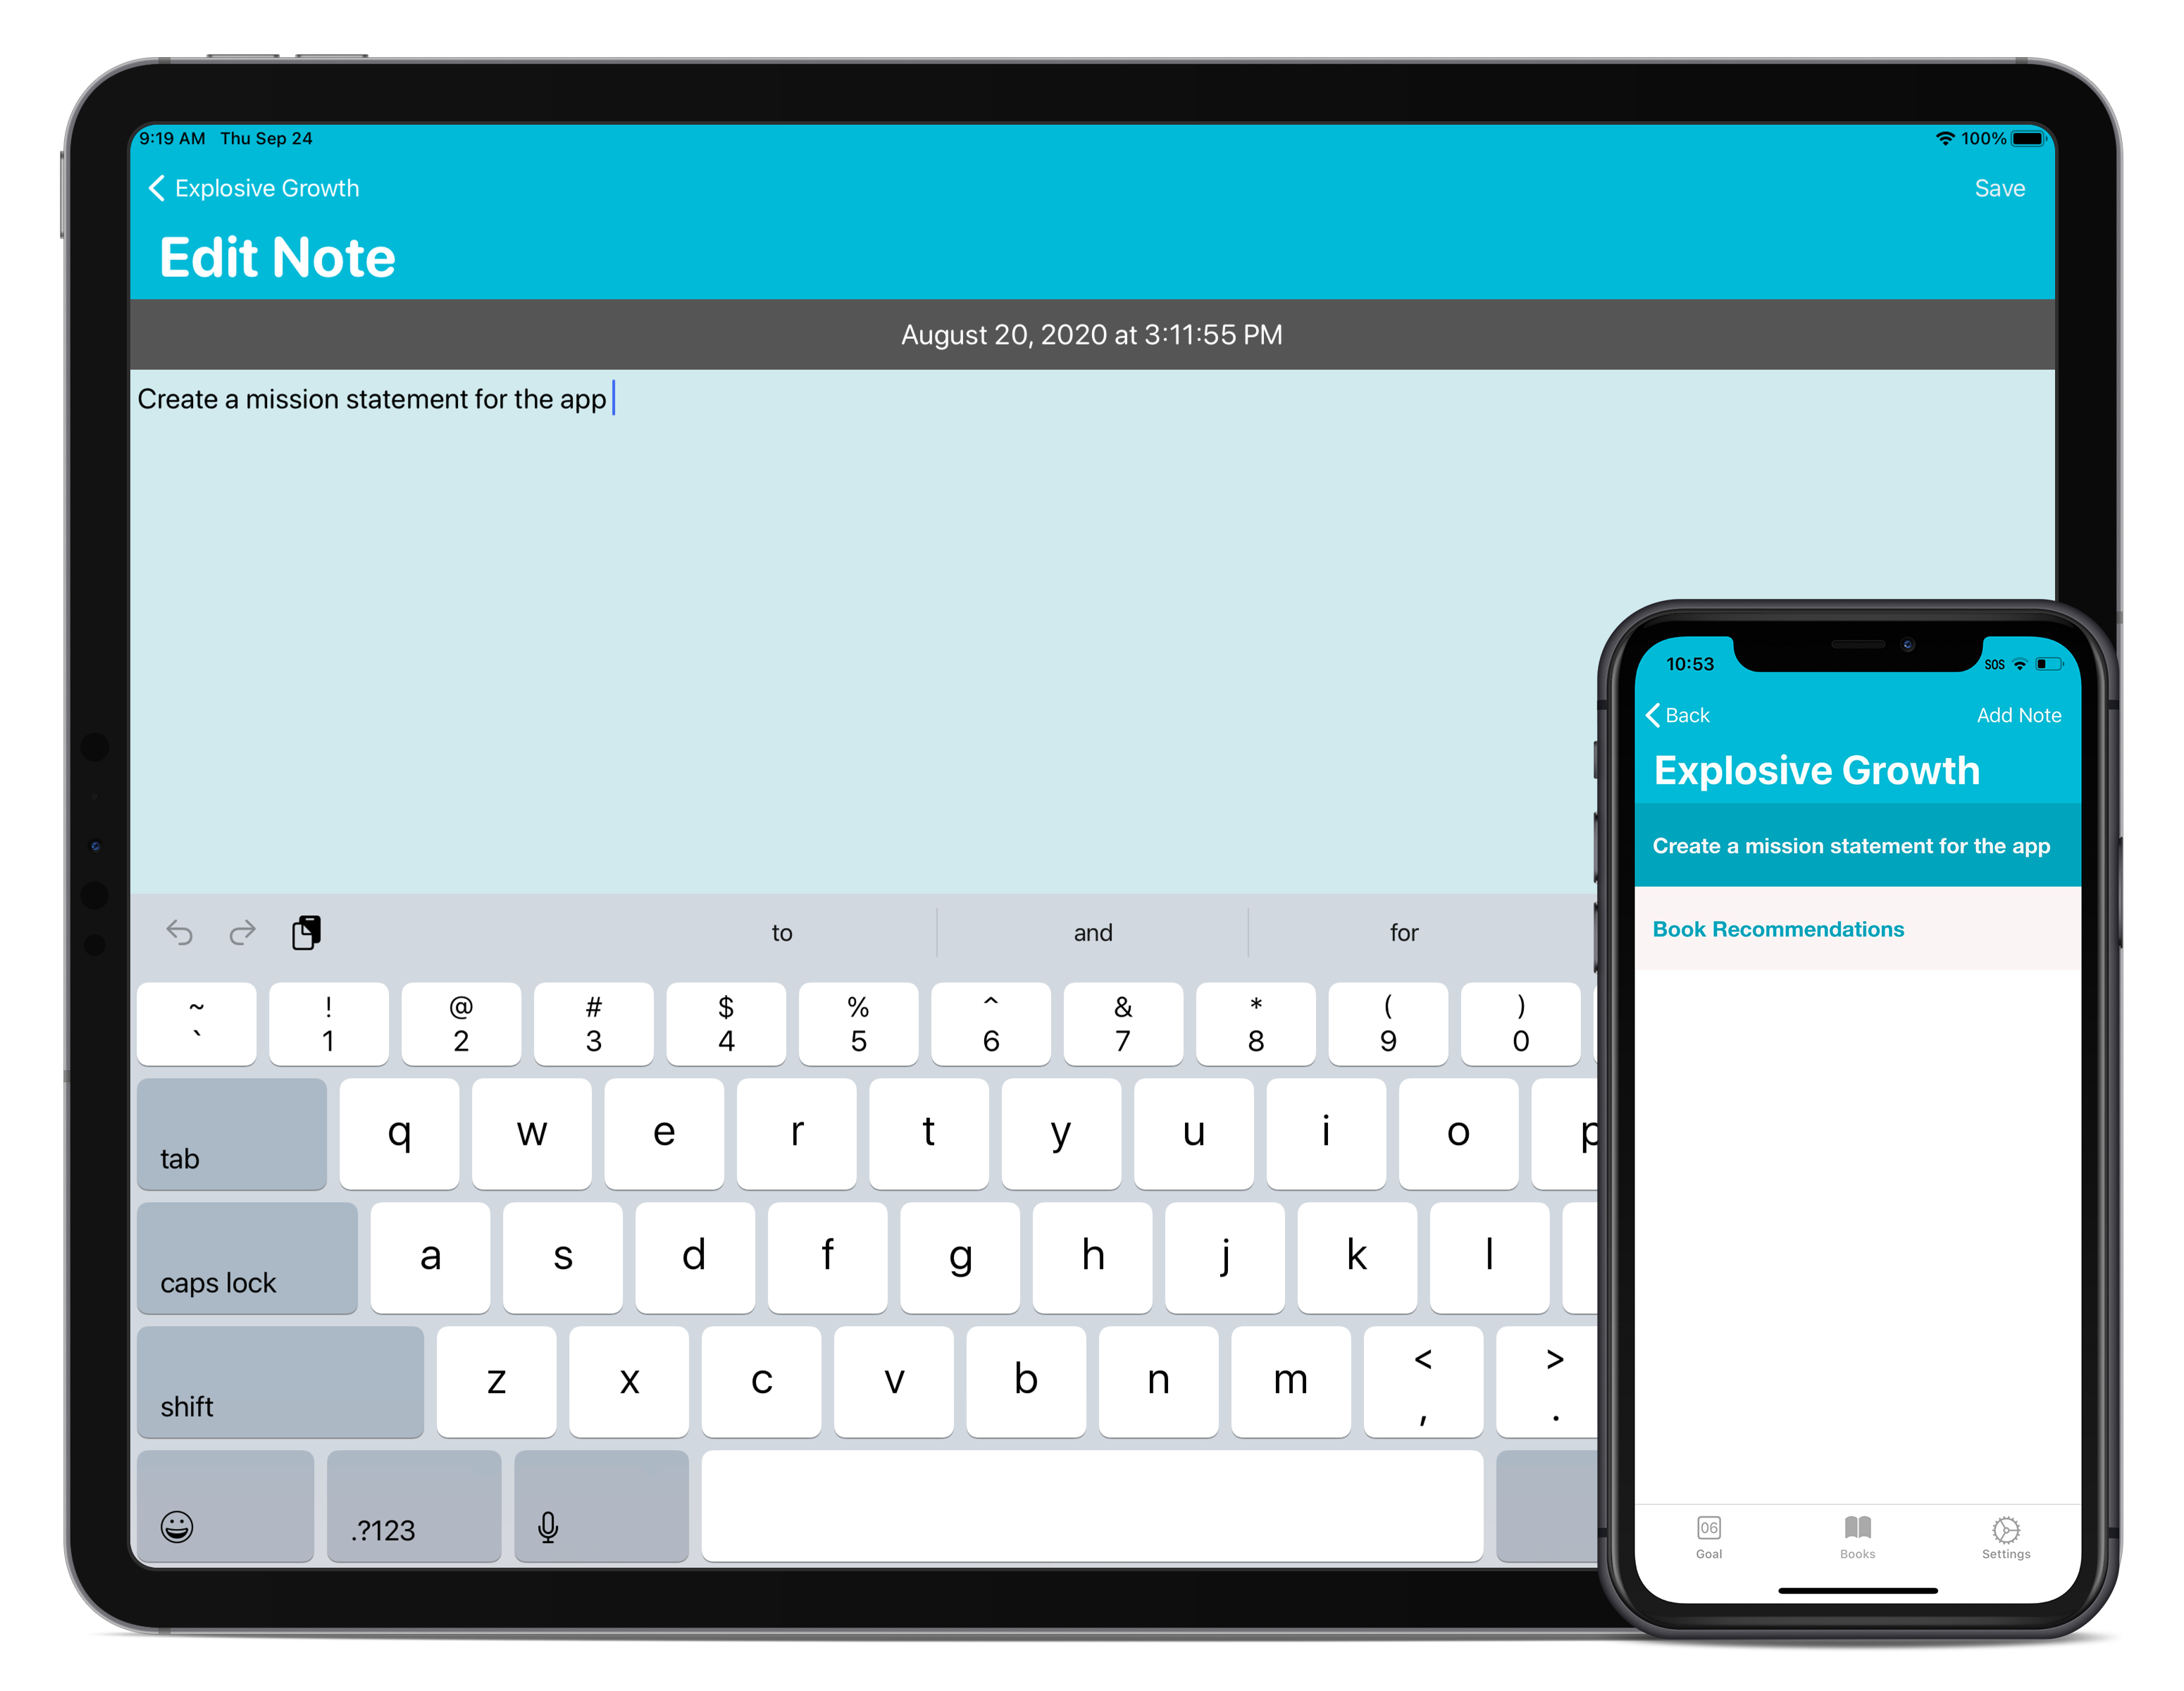 9:19 AM Thu Sep 24 100%
Explosive Growth Save
Edit Note
August 20, 2020 at 3:11:55 PM
Create a mission statement for the app
to and for
~ ! @ # $ % ^ & * ( )
` 1 2 3 4 5 6 7 8 9 0
tab q w e r t y u i o p
caps lock a s d f g h j k l
shift z x c v b n m < >
, .
.?123
10:53 SOS
Back Add Note
Explosive Growth
Create a mission statement for the app
Book Recommendations
06
Goal Books Settings